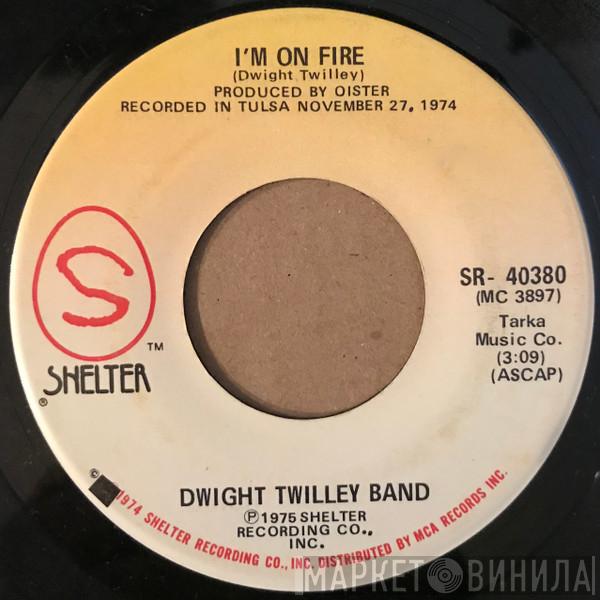 I'M ON FIRE
(Dwight Twilley)
PRODUCED BY OISTER
RECORDED IN TULSA NOVEMBER 27, 1974
S
TM
SHELTER
®
SR- 40380
(MC 3897)
Tarka
Music Co.
(3:09)
(ASCAP)
DWIGHT TWILLEY BAND
℗1975 SHELTER
RECORDING CO.,
INC.
© 1974 SHELTER RECORDING CO., INC. DISTRIBUTED BY MCA RECORDS INC.
МАРКЕТ ВИНИЛА